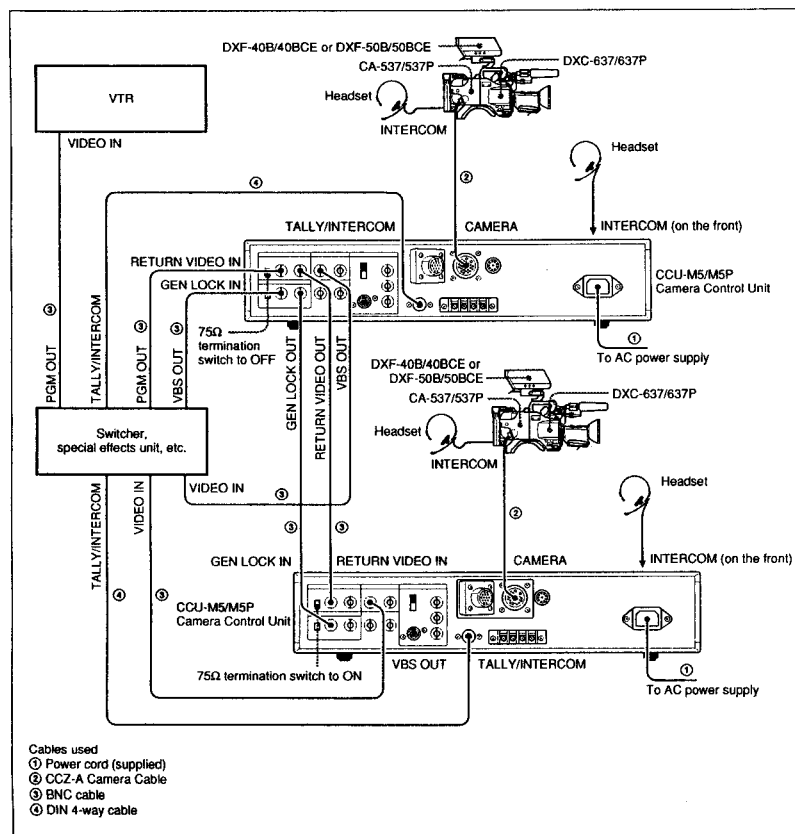 DXF-40B/40BCE or DXF-50B/50BCE
CA-537/537P
DXC-637/637P
VTR
Headset
INTERCOM
VIDEO IN
Headset
②
④
TALLY/INTERCOM
CAMERA
INTERCOM (on the front)
RETURN VIDEO IN
GEN LOCK IN
CCU-M5/M5P
Camera Control Unit
③
PGM OUT
TALLY/INTERCOM
③
PGM OUT
③
VBS OUT
75Ω
termination
switch to OFF
GEN LOCK OUT
RETURN VIDEO OUT
VBS OUT
①
To AC power supply
DXF-40B/40BCE or
DXF-50B/50BCE
CA-537/537P
DXC-637/637P
Switcher,
special effects unit, etc.
Headset
INTERCOM
VIDEO IN
③
Headset
②
TALLY/INTERCOM
VIDEO IN
③
③
GEN LOCK IN
RETURN VIDEO IN
CAMERA
INTERCOM (on the front)
④
③
CCU-M5/M5P
Camera Control Unit
75Ω termination switch to ON
VBS OUT
TALLY/INTERCOM
①
To AC power supply
Cables used
① Power cord (supplied)
② CCZ-A Camera Cable
③ BNC cable
④ DIN 4-way cable